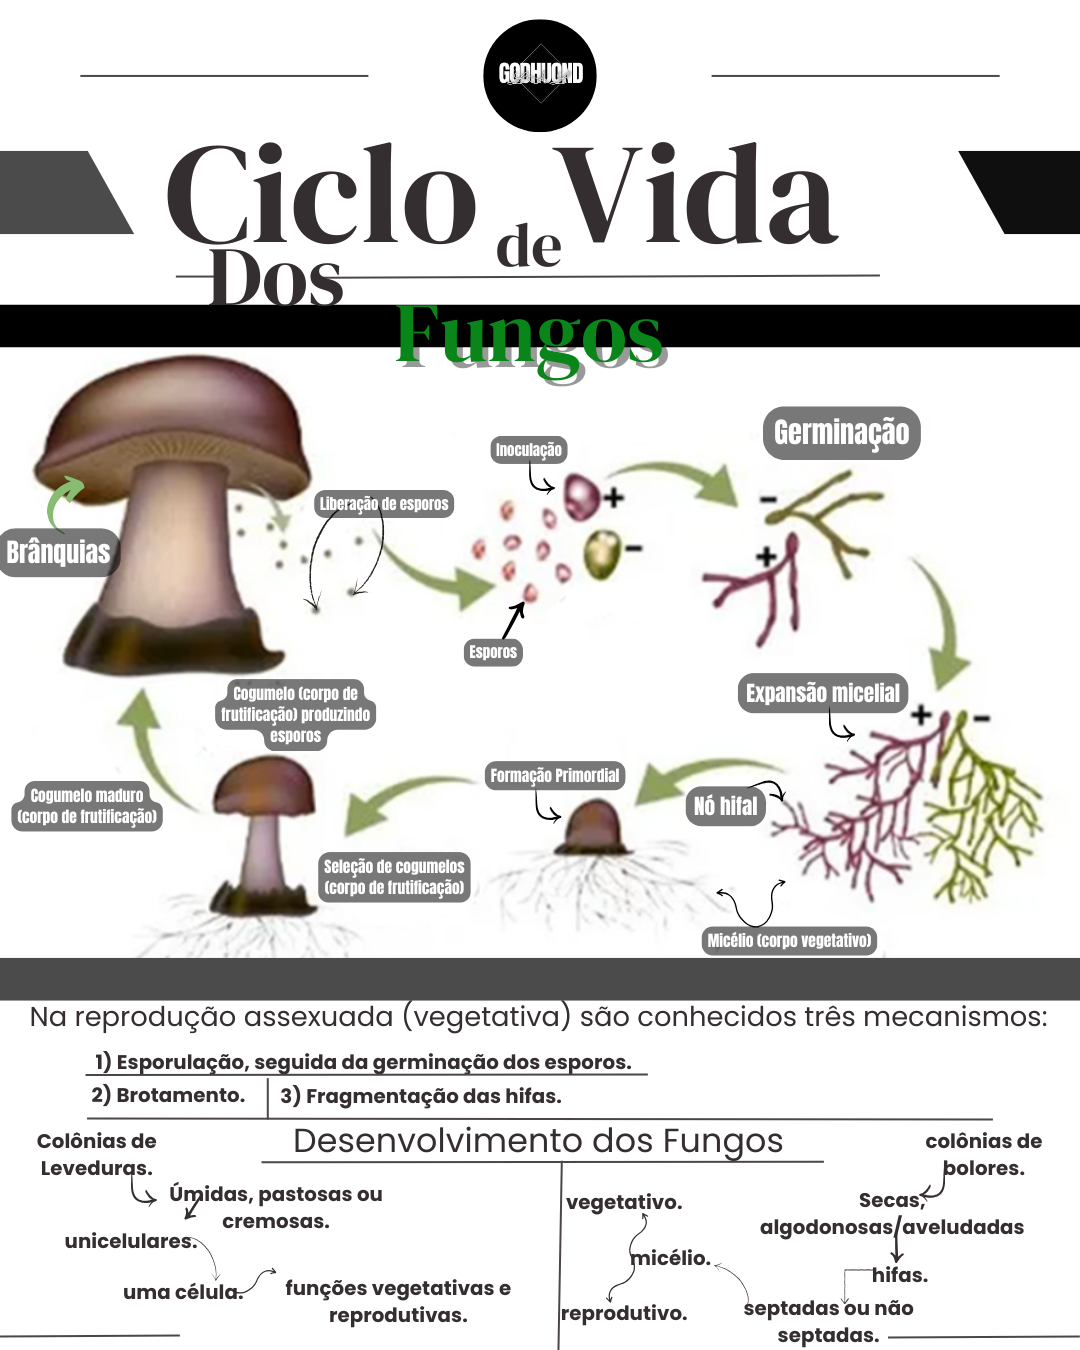 GODHUOND
Ciclo de Vida
Dos
Fungos
Germinação
Inoculação
+
-
Liberação de esporos
-
+
Brânquias
Esporos
Cogumelo (corpo de
frutificação) produzindo
esporos
Expansão micelial
+
-
Formação Primordial
Nó hifal
Cogumelo maduro
(corpo de frutificação)
Seleção de cogumelos
(corpo de frutificação)
Micélio (corpo vegetativo)
Na reprodução assexuada (vegetativa) são conhecidos três mecanismos:
1) Esporulação, seguida da germinação dos esporos.
2) Brotamento.
3) Fragmentação das hifas.
Desenvolvimento dos Fungos
Colônias de
Leveduras.
Úmidas, pastosas ou
cremosas.
unicelulares.
uma célula.
funções vegetativas e
reprodutivas.
colônias de
bolores.
Secas,
algodonosas/aveludadas
hifas.
septadas ou não
septadas.
vegetativo.
micélio.
reprodutivo.